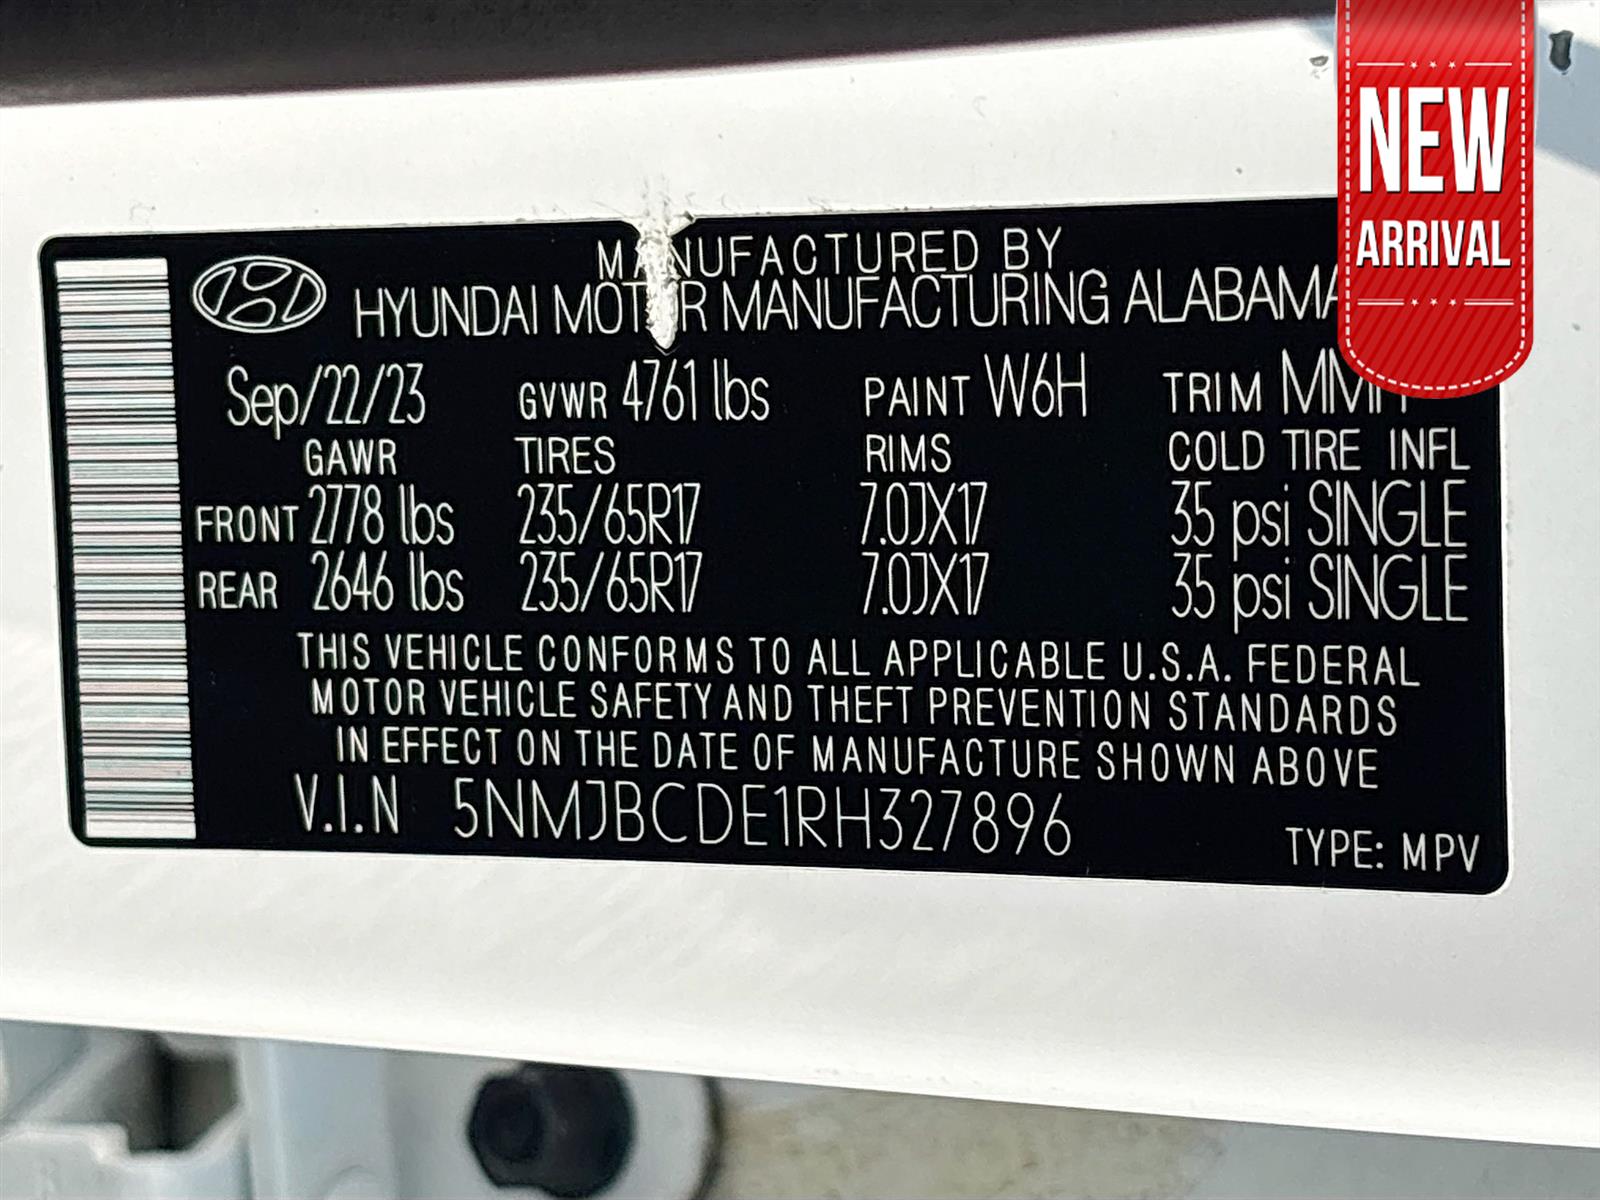 NEW
ARRIVAL
MANUFACTURED BY
HYUNDAI MOTOR MANUFACTURING ALABAMA
Sep/22/23 GVWR 4761 lbs PAINT W6H TRIM
GAWR TIRES RIMS COLD TIRE INFL
FRONT 2778 lbs 235/65R17 7.0JX17 35 psi SINGLE
REAR 2646 lbs 235/65R17 7.0JX17 35 psi SINGLE
THIS VEHICLE CONFORMS TO ALL APPLICABLE U.S.A. FEDERAL
MOTOR VEHICLE SAFETY AND THEFT PREVENTION STANDARDS
IN EFFECT ON THE DATE OF MANUFACTURE SHOWN ABOVE
V.I.N 5NMJBCDE1RH327896
TYPE: MPV